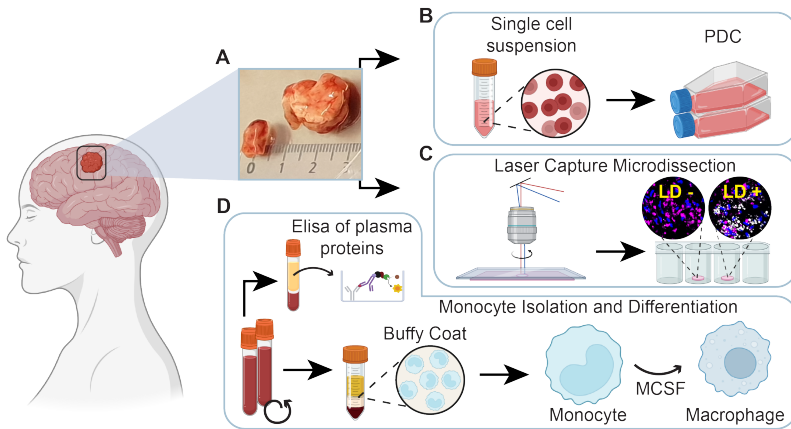 A
0 1 2 3
B
Single cell
suspension
PDC
C
Laser Capture Microdissection
LD - LD +
D
Elisa of plasma
proteins
Monocyte Isolation and Differentiation
Buffy Coat
MCSF
Monocyte
Macrophage